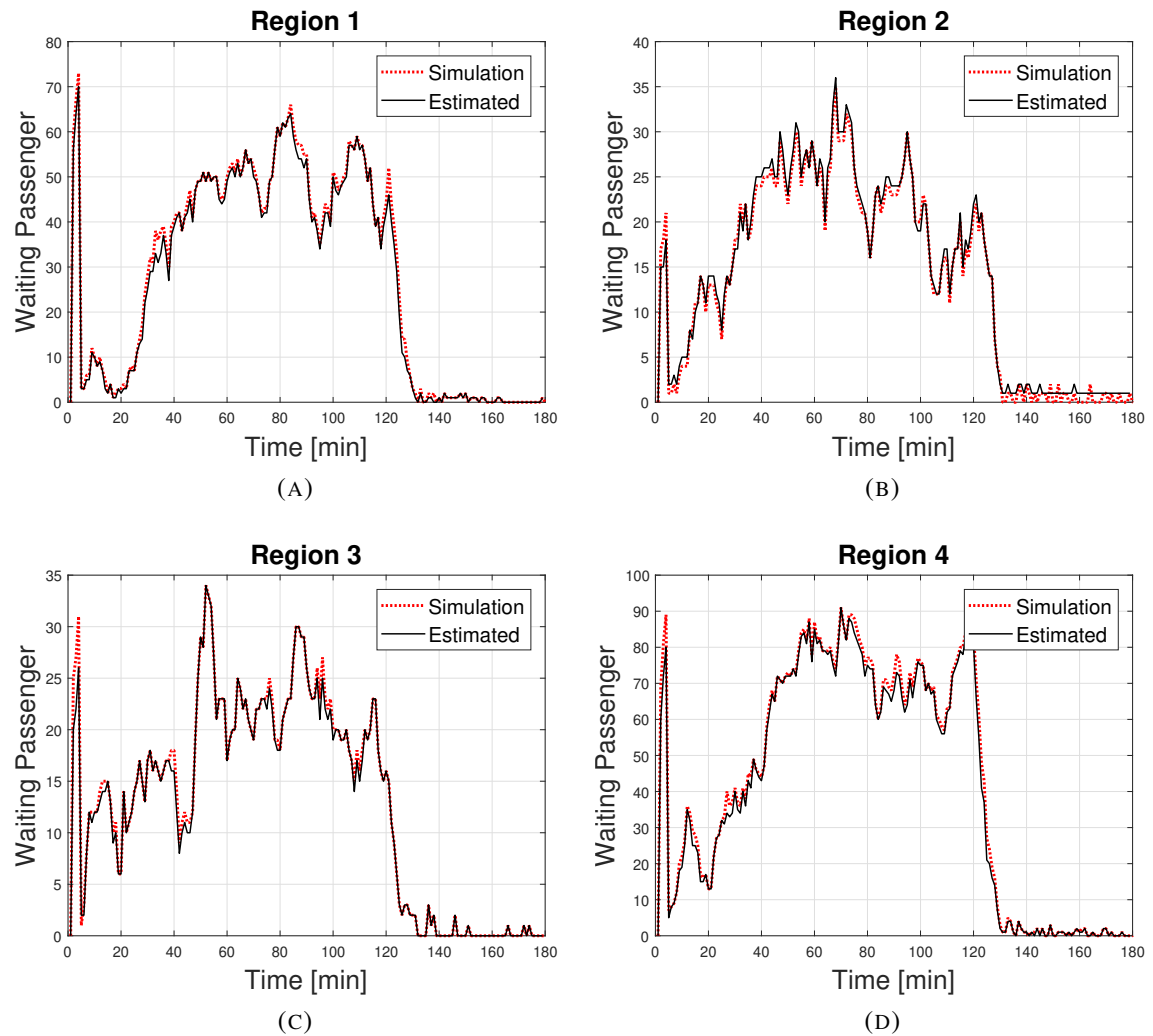 Region 1
80
70
60
50
40
30
20
10
0
Waiting Passenger
Simulation
Estimated
0 20 40 60 80 100 120 140 160 180
Time [min]
(A)
Region 2
40
35
30
25
20
15
10
5
0
Waiting Passenger
Simulation
Estimated
0 20 40 60 80 100 120 140 160 180
Time [min]
(B)
Region 3
35
30
25
20
15
10
5
0
Waiting Passenger
Simulation
Estimated
0 20 40 60 80 100 120 140 160 180
Time [min]
(C)
Region 4
100
90
80
70
60
50
40
30
20
10
0
Waiting Passenger
Simulation
Estimated
0 20 40 60 80 100 120 140 160 180
Time [min]
(D)